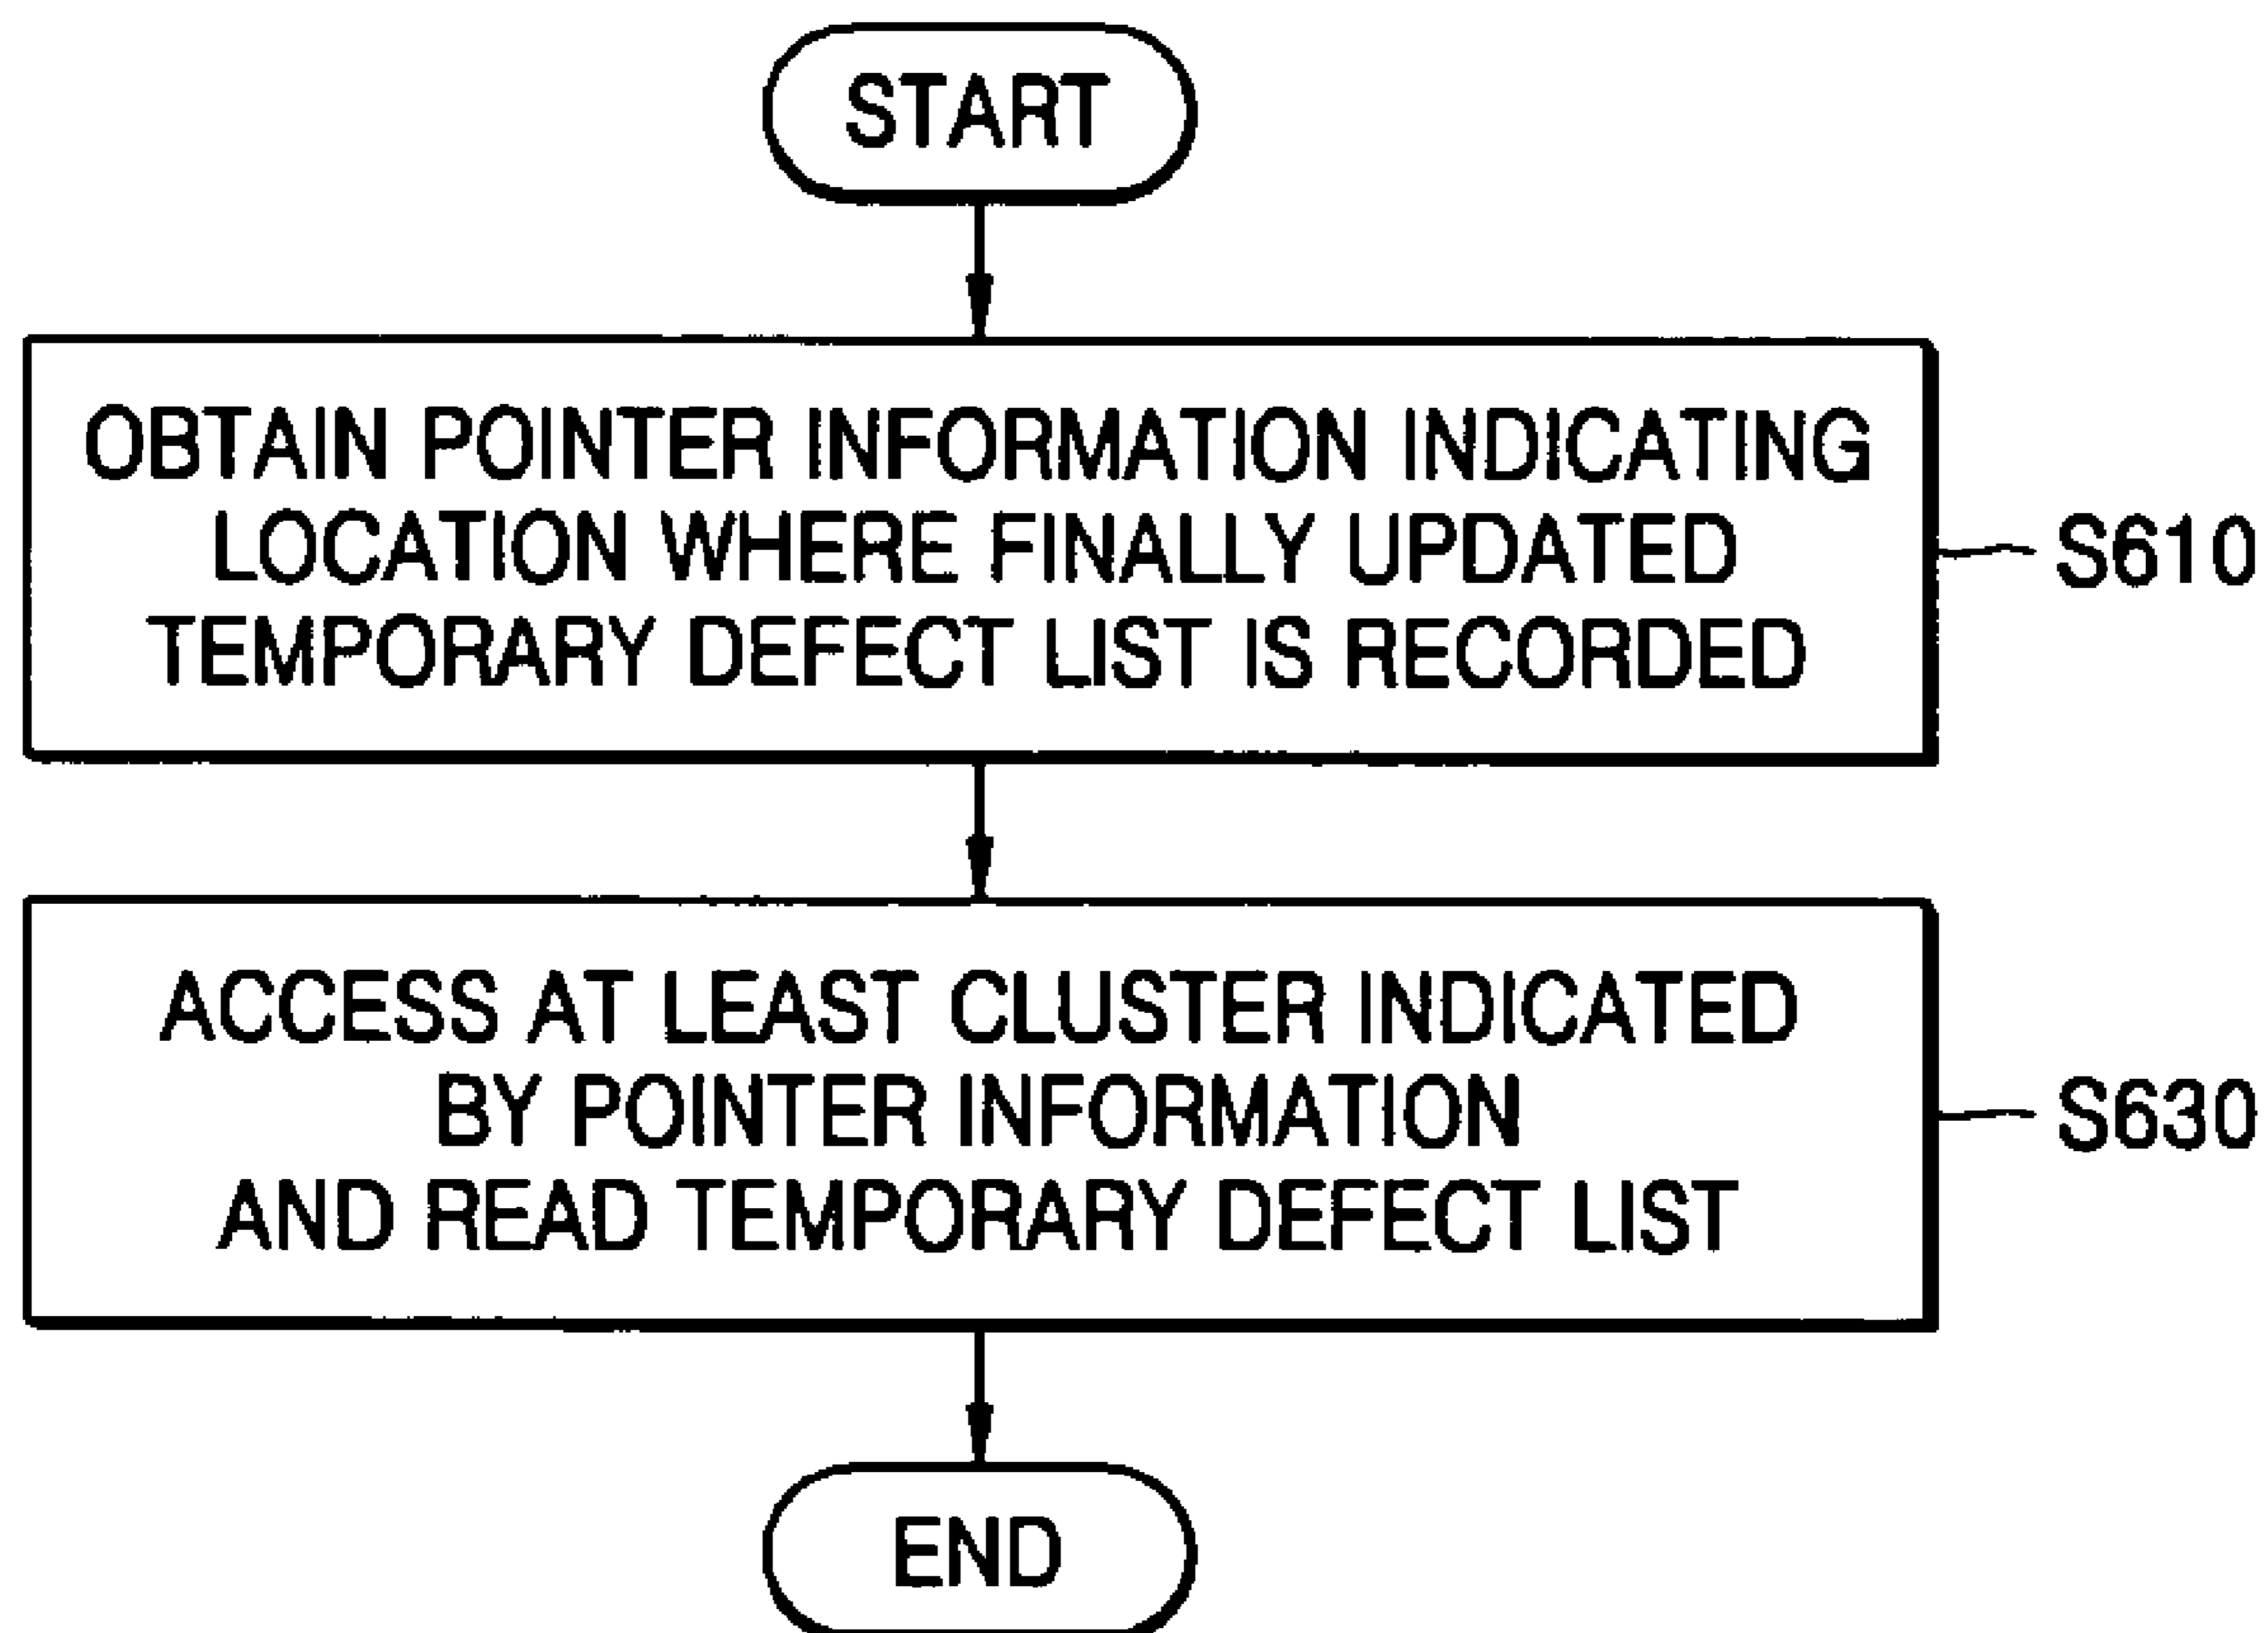 START
OBTAIN POINTER INFORMATION INDICATING
LOCATION WHERE FINALLY UPDATED
TEMPORARY DEFECT LIST IS RECORDED
S610
ACCESS AT LEAST CLUSTER INDICATED
BY POINTER INFORMATION
AND READ TEMPORARY DEFECT LIST
S630
END